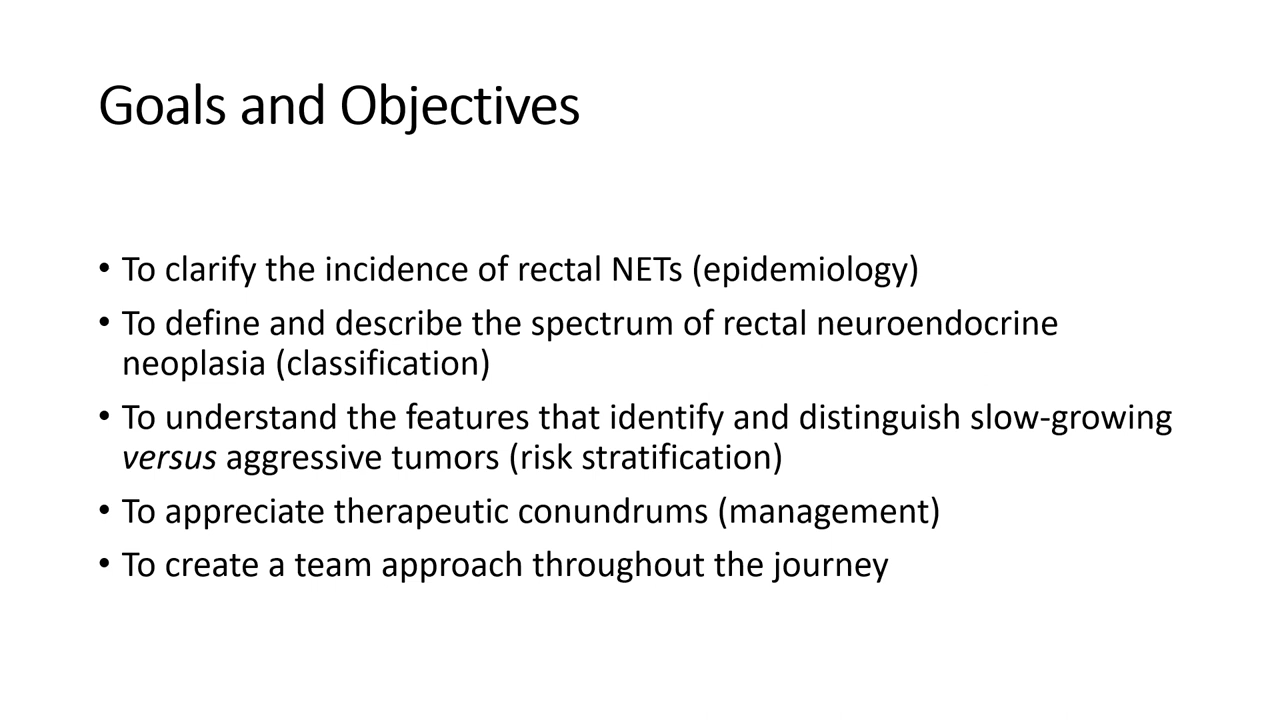 Goals and Objectives
• To clarify the incidence of rectal NETs (epidemiology)
• To define and describe the spectrum of rectal neuroendocrine
neoplasia (classification)
• To understand the features that identify and distinguish slow-growing
versus aggressive tumors (risk stratification)
• To appreciate therapeutic conundrums (management)
• To create a team approach throughout the journey